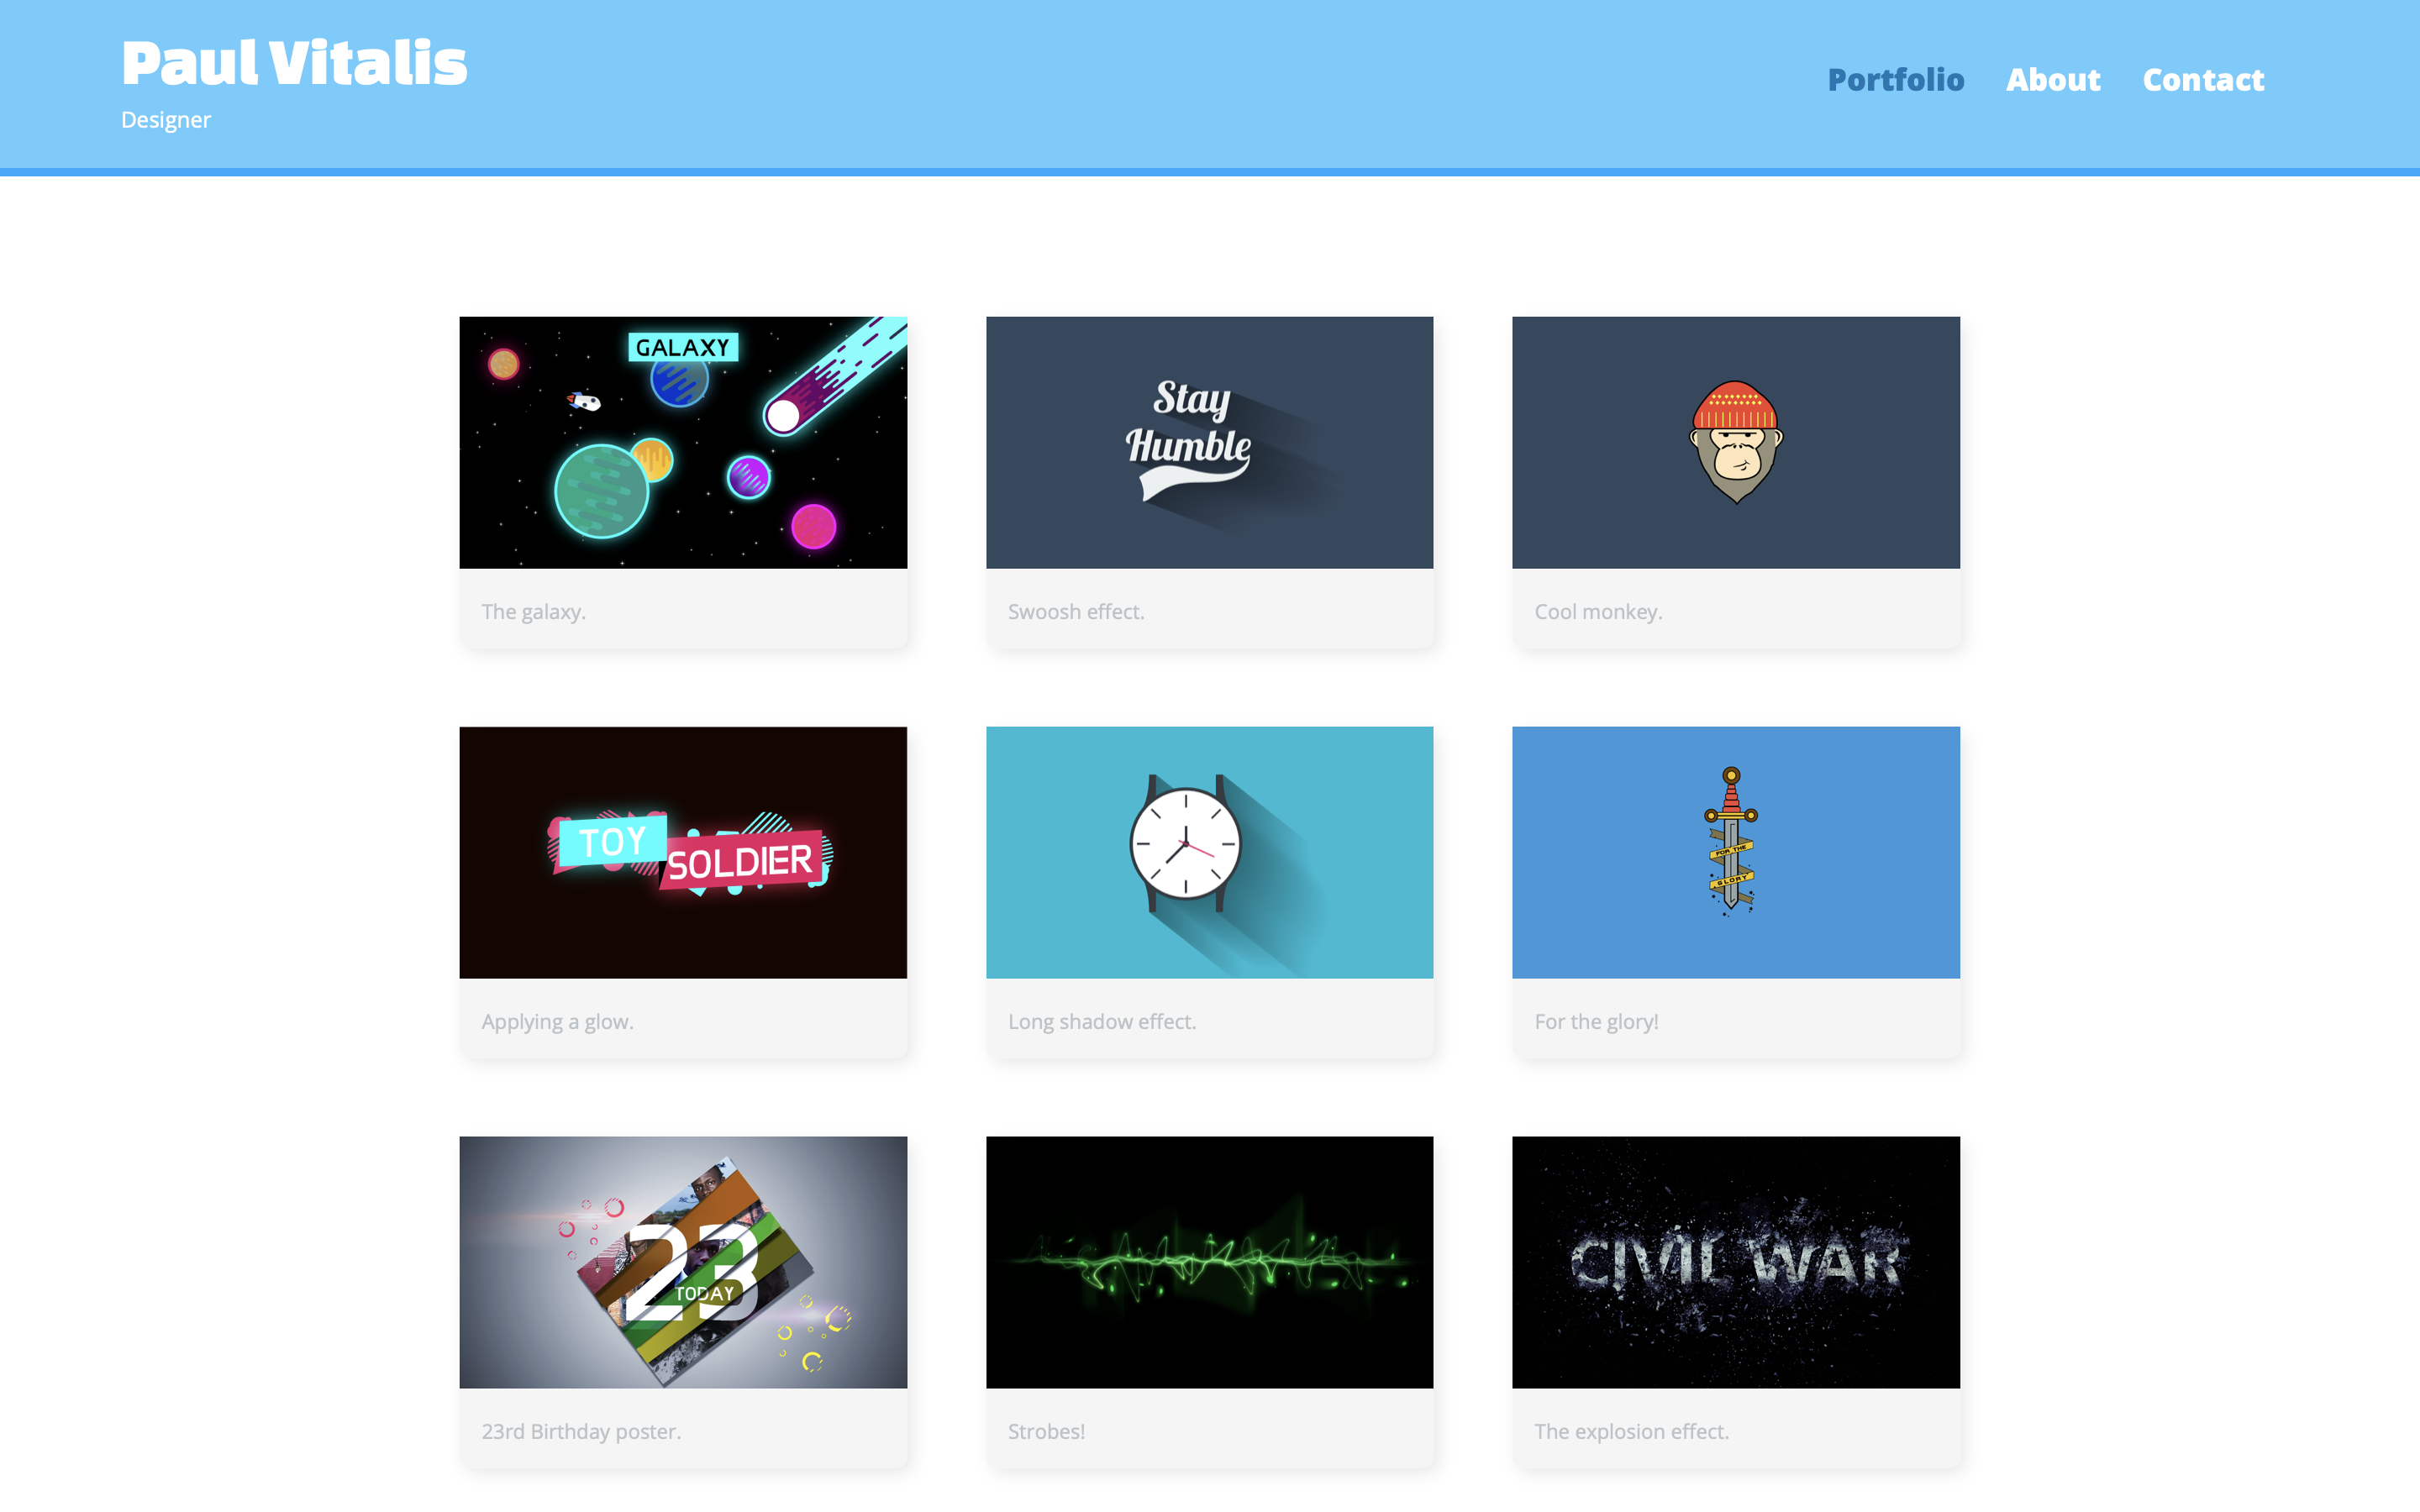 Paul Vitalis
Designer
Portfolio About Contact
GALAXY
The galaxy.
Stay
Humble
Swoosh effect.
Cool monkey.
TOY
SOLDIER
Applying a glow.
Long shadow effect.
FOR THE
GLORY
For the glory!
23
TODAY
23rd Birthday poster.
Strobes!
CIVIL WAR
The explosion effect.